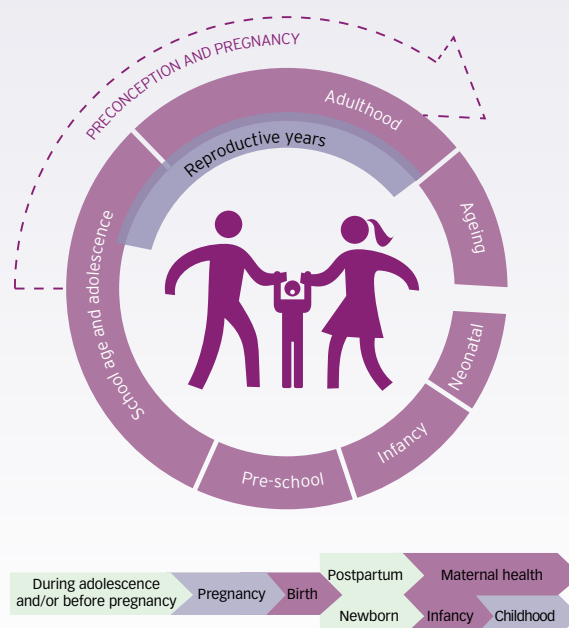 PRECONCEPTION AND PREGNANCY
Adulthood
Reproductive years
Ageing
School age and adolescence
Neonatal
Infancy
Pre-school
During adolescence
and/or before pregnancy
Pregnancy
Birth
Postpartum
Maternal health
Newborn
Infancy
Childhood